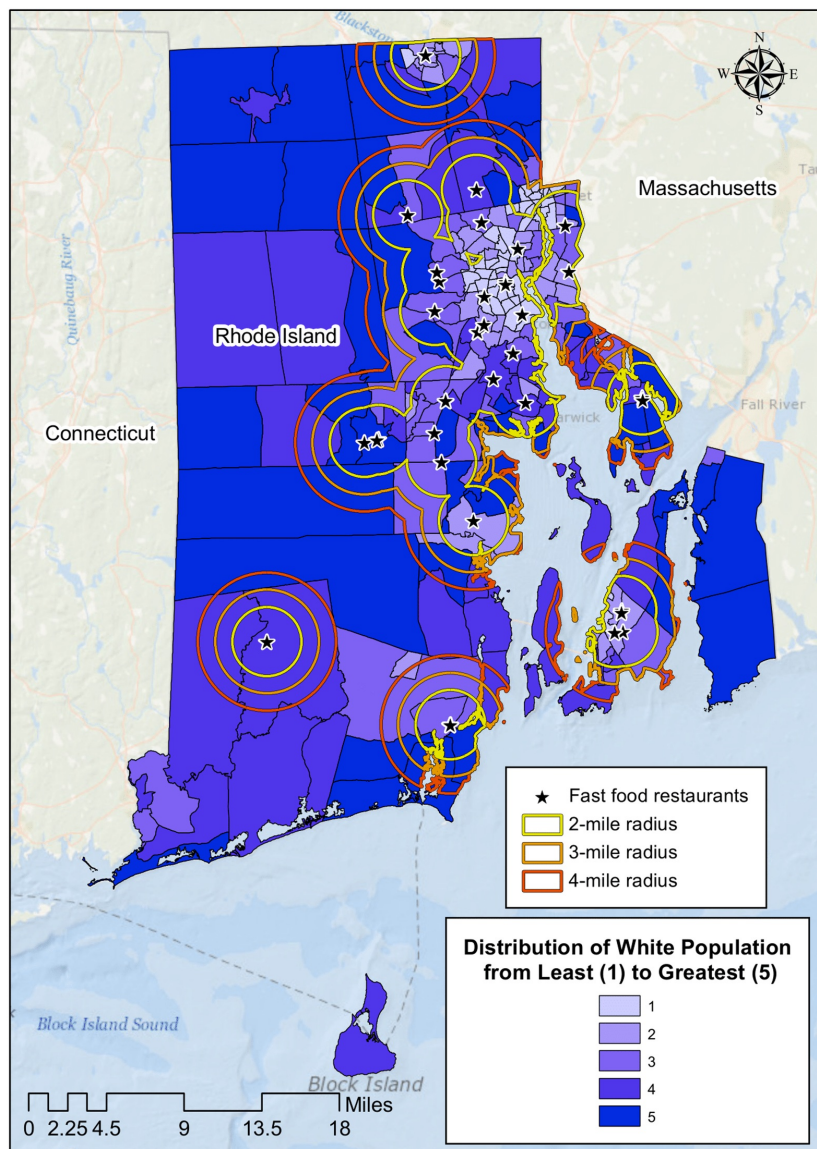 Blackston
N
W E
S
Massachusetts
Quinebaug River
Rhode Island
Connecticut
Fall River
arwick
Fast food restaurants
2-mile radius
3-mile radius
4-mile radius
Distribution of White Population
from Least (1) to Greatest (5)
1
2
3
4
5
Block Island Sound
Block Island
Miles
0 2.25 4.5 9 13.5 18